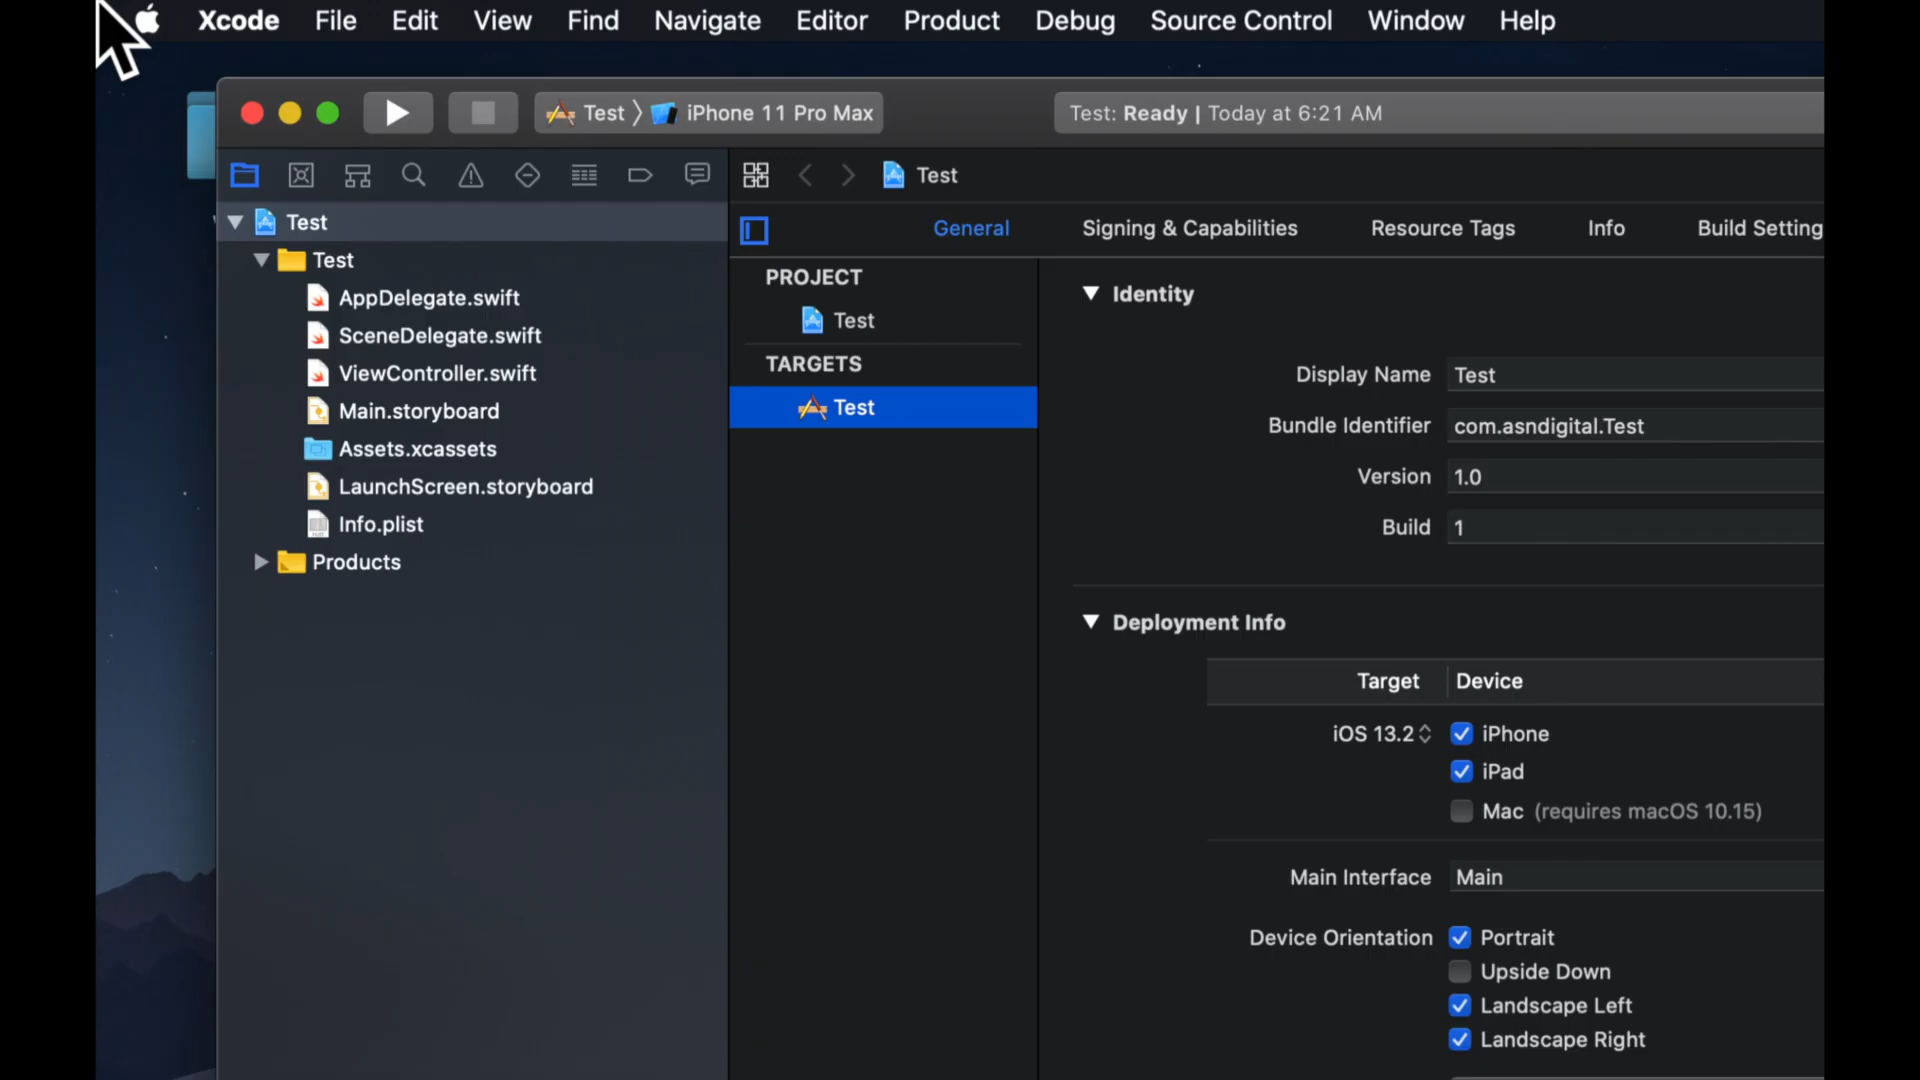 Xcode File Edit View Find Navigate Editor Product Debug Source Control Window Help
Test iPhone 11 Pro Max
Test: Ready | Today at 6:21 AM
Test
General Signing & Capabilities Resource Tags Info Build Setting
Test
Test
AppDelegate.swift
SceneDelegate.swift
ViewController.swift
Main.storyboard
Assets.xcassets
LaunchScreen.storyboard
Info.plist
Products
PROJECT
Test
TARGETS
Test
Identity
Display Name Test
Bundle Identifier com.asndigital.Test
Version 1.0
Build 1
Deployment Info
Target Device
iOS 13.2 iPhone
iPad
Mac (requires macOS 10.15)
Main Interface Main
Device Orientation Portrait
Upside Down
Landscape Left
Landscape Right